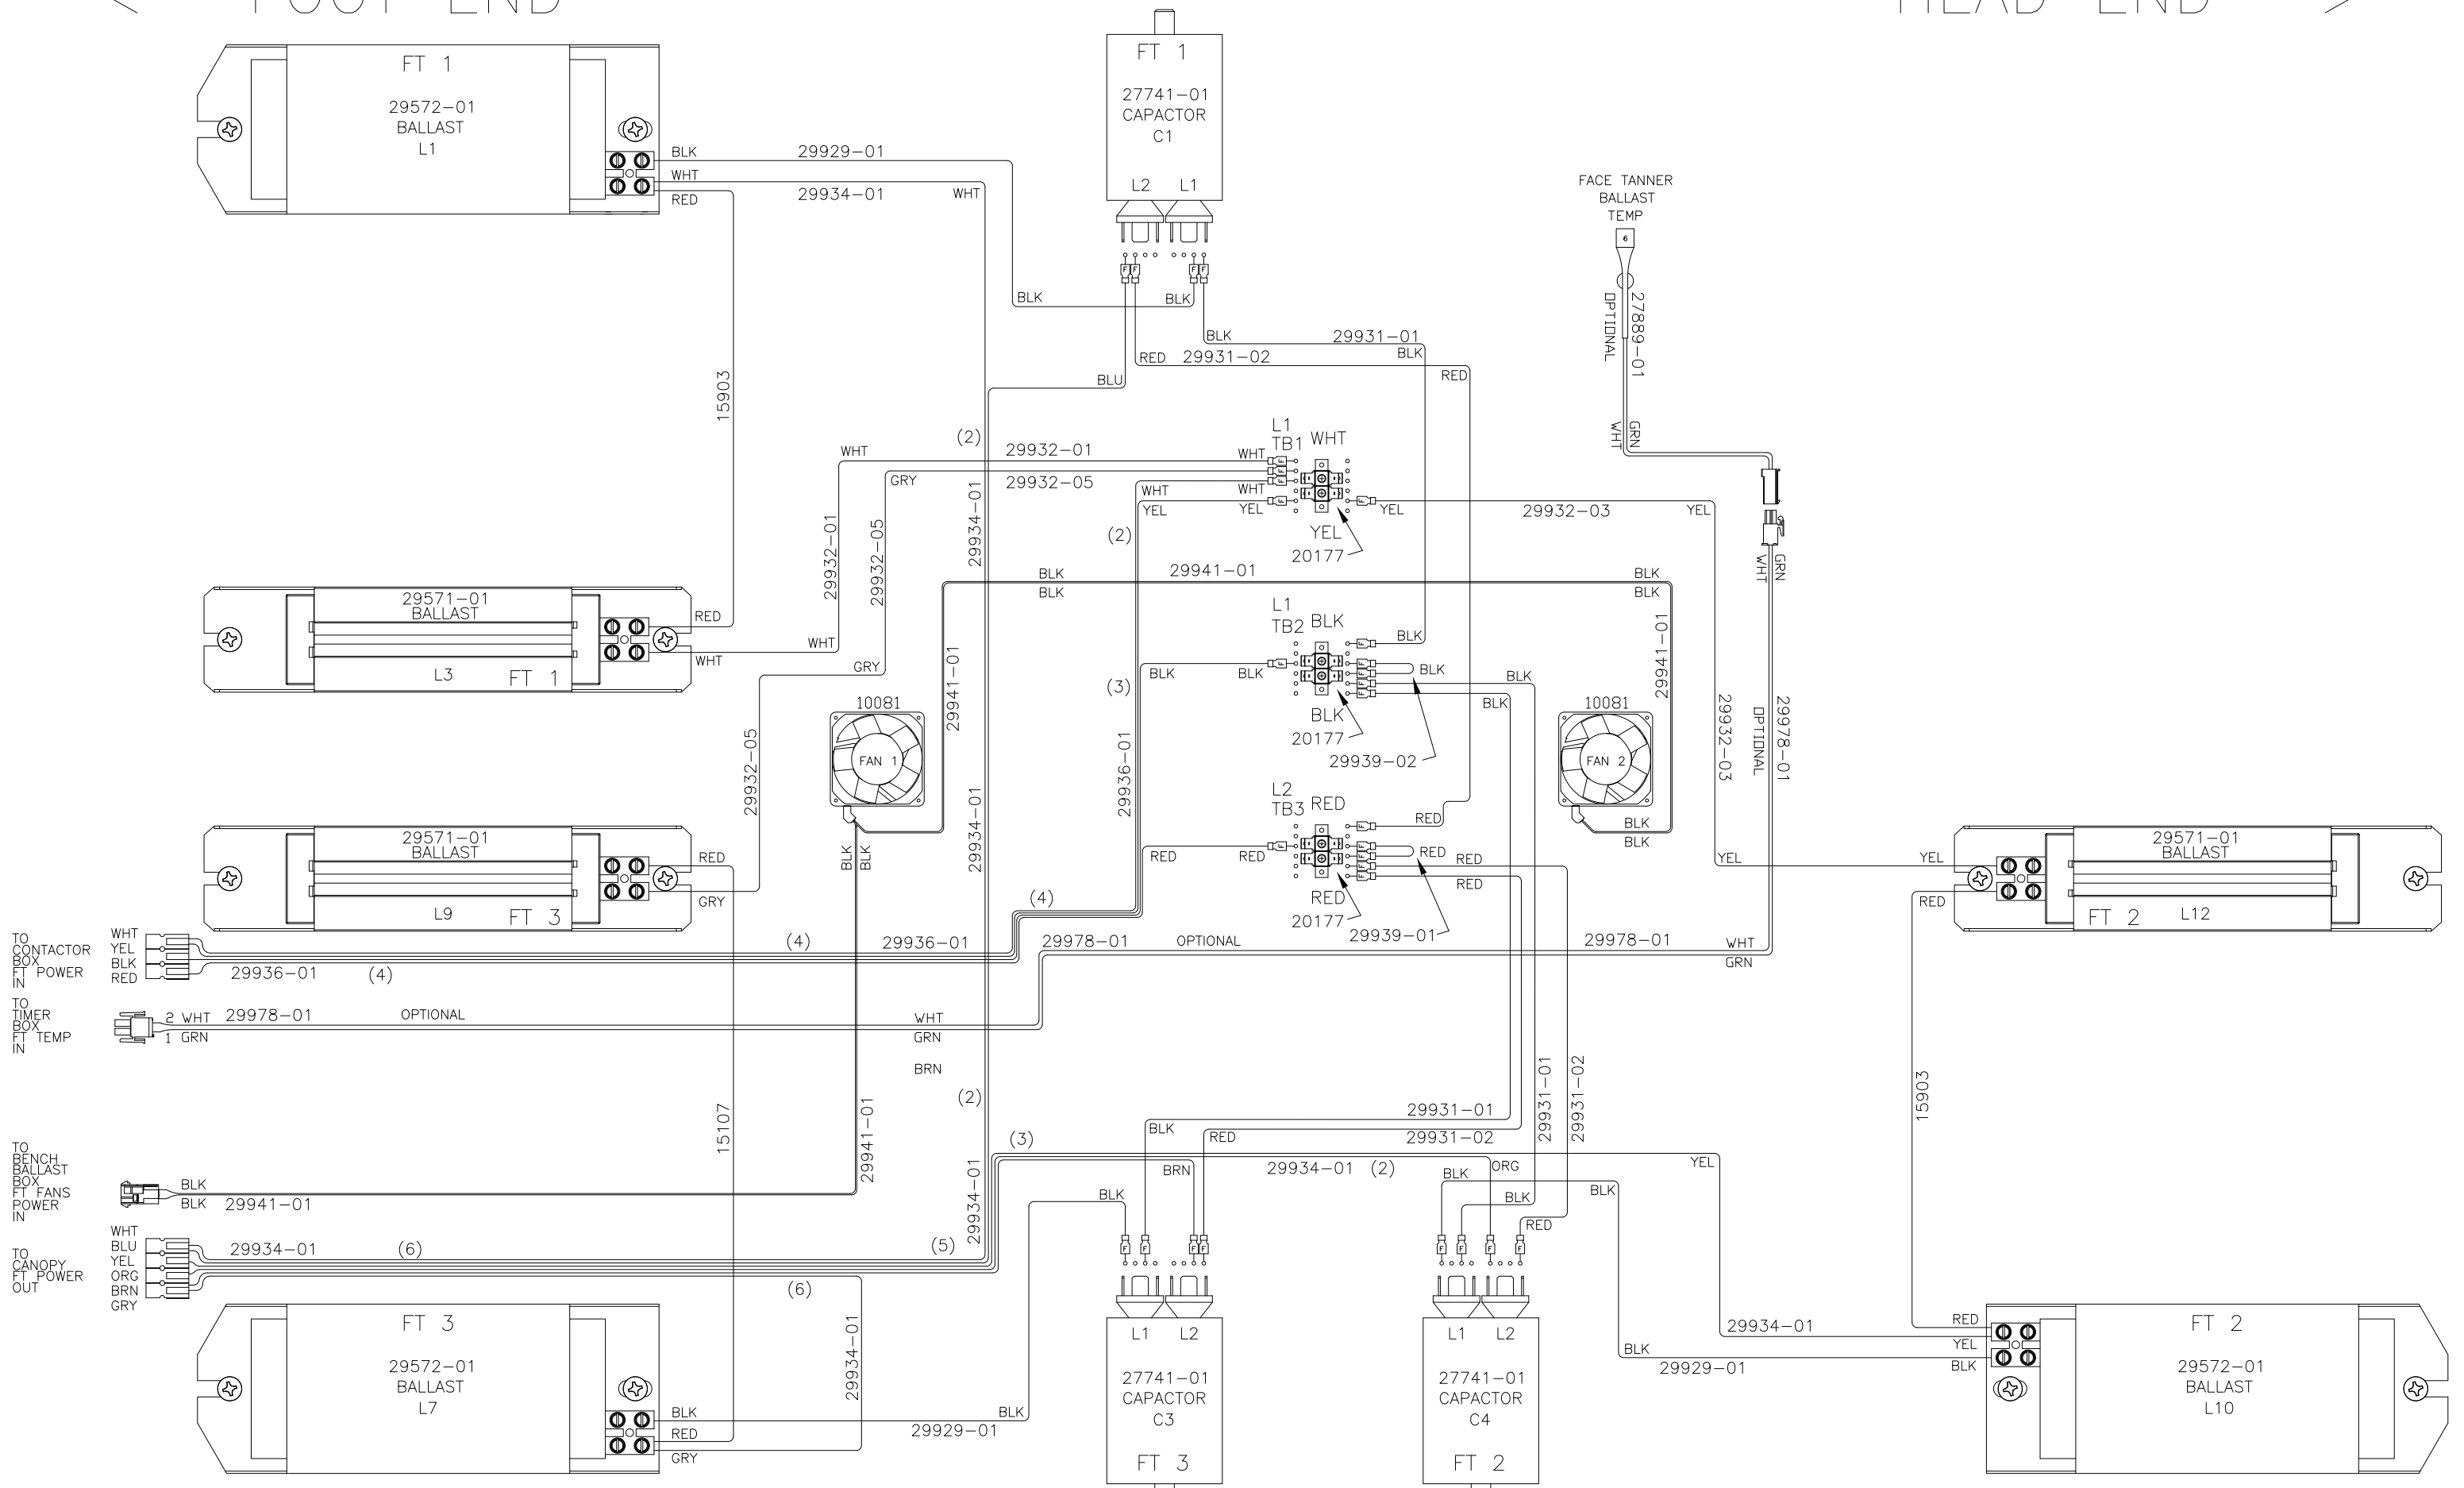 < FOOT END
HEAD END >
FT 1
29572-01
BALLAST
L1
BLK
29929-01
WHT
29934-01
WHT
RED
FT 1
27741-01
CAPACTOR
C1
L2 L1
F F F F
BLK
BLK
BLK
29931-01
BLK
RED
29931-02
RED
BLU
FACE TANNER
BALLAST
TEMP
6
27889-01
OPTIONAL
GRN
WHT
15903
(2)
WHT
29932-01
WHT
GRY
29932-05
WHT
WHT
YEL
YEL
(2)
L1
TB1
WHT
YEL
20177
YEL
29932-03
YEL
GRN
WHT
29932-01
29932-05
29934-01
BLK
29941-01
BLK
BLK
BLK
29571-01
BALLAST
L3
FT 1
RED
WHT
WHT
GRY
L1
TB2
BLK
BLK
BLK
BLK
(3)
BLK
BLK
BLK
BLK
20177
29939-02
29941-01
29941-01
29936-01
10081
FAN 1
10081
FAN 2
29932-05
29932-03
OPTIONAL
29978-01
BLK
BLK
29934-01
L2
TB3
RED
RED
RED
RED
RED
RED
RED
RED
20177
29939-01
BLK
BLK
29571-01
BALLAST
L9
FT 3
RED
GRY
YEL
YEL
RED
29571-01
BALLAST
FT 2
L12
TO
CONTACTOR
BOX
FT POWER
IN
WHT
YEL
BLK
RED
29936-01
(4)
(4)
29936-01
(4)
29978-01
OPTIONAL
29978-01
WHT
GRN
TO
TIMER
BOX
FT TEMP
IN
2 WHT
1 GRN
29978-01
OPTIONAL
WHT
GRN
BRN
(2)
15107
29941-01
29931-01
29931-02
15903
BLK
29931-01
RED
29931-02
(3)
29934-01
(2)
BRN
ORG
YEL
BLK
BLK
BLK
BLK
RED
TO
BENCH
BALLAST
BOX
FT FANS
POWER
IN
BLK
BLK
29941-01
29934-01
TO
CANOPY
FT POWER
OUT
WHT
BLU
YEL
ORG
BRN
GRY
29934-01
(6)
(5)
(6)
F F F F
F F F F
FT 3
29572-01
BALLAST
L7
29934-01
BLK
RED
GRY
29929-01
BLK
L1 L2
27741-01
CAPACTOR
C3
FT 3
L1 L2
27741-01
CAPACTOR
C4
FT 2
29934-01
BLK
29929-01
RED
YEL
BLK
FT 2
29572-01
BALLAST
L10